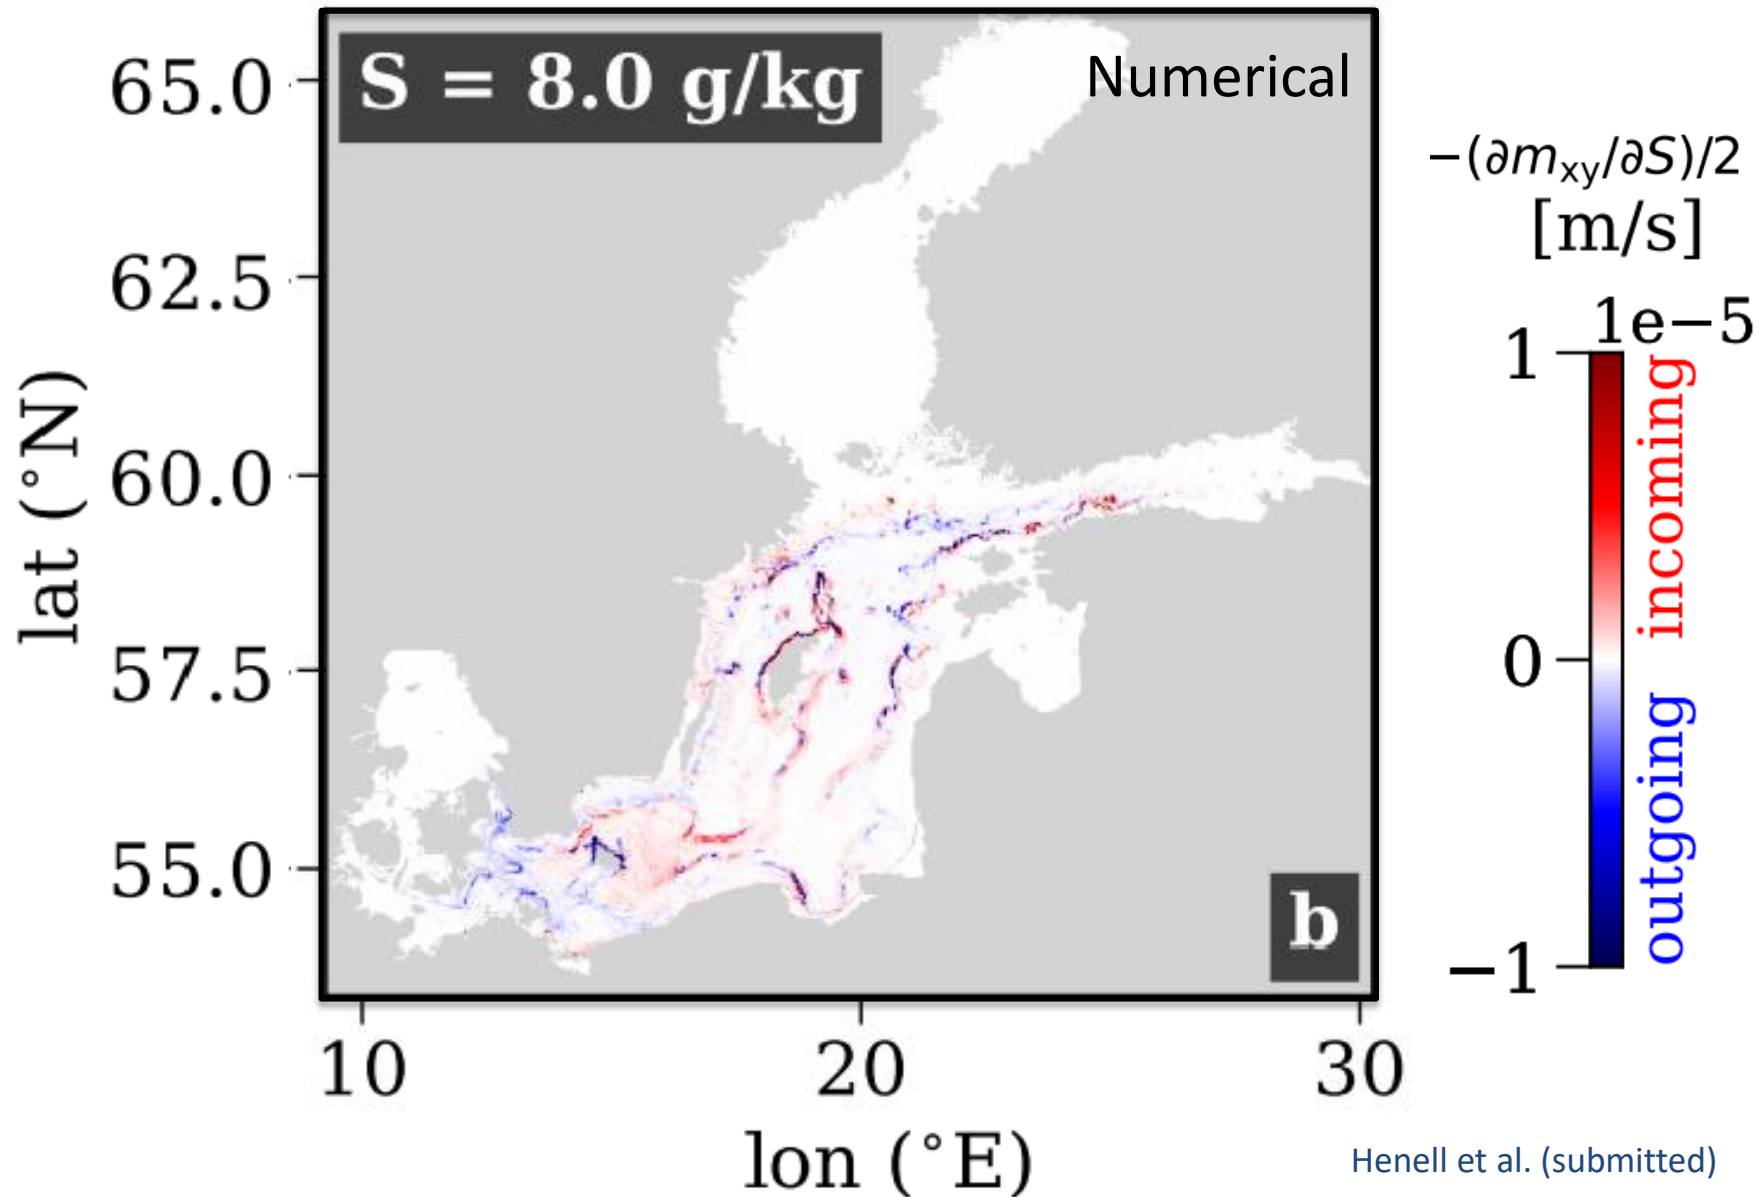 S = 8.0 g/kg
Numerical
65.0
62.5
60.0
57.5
55.0
lat (°N)
10
20
30
lon (°E)
b
−(∂mxy/∂S)/2
[m/s]
1e−5
1
0
−1
incoming
outgoing
Henell et al. (submitted)